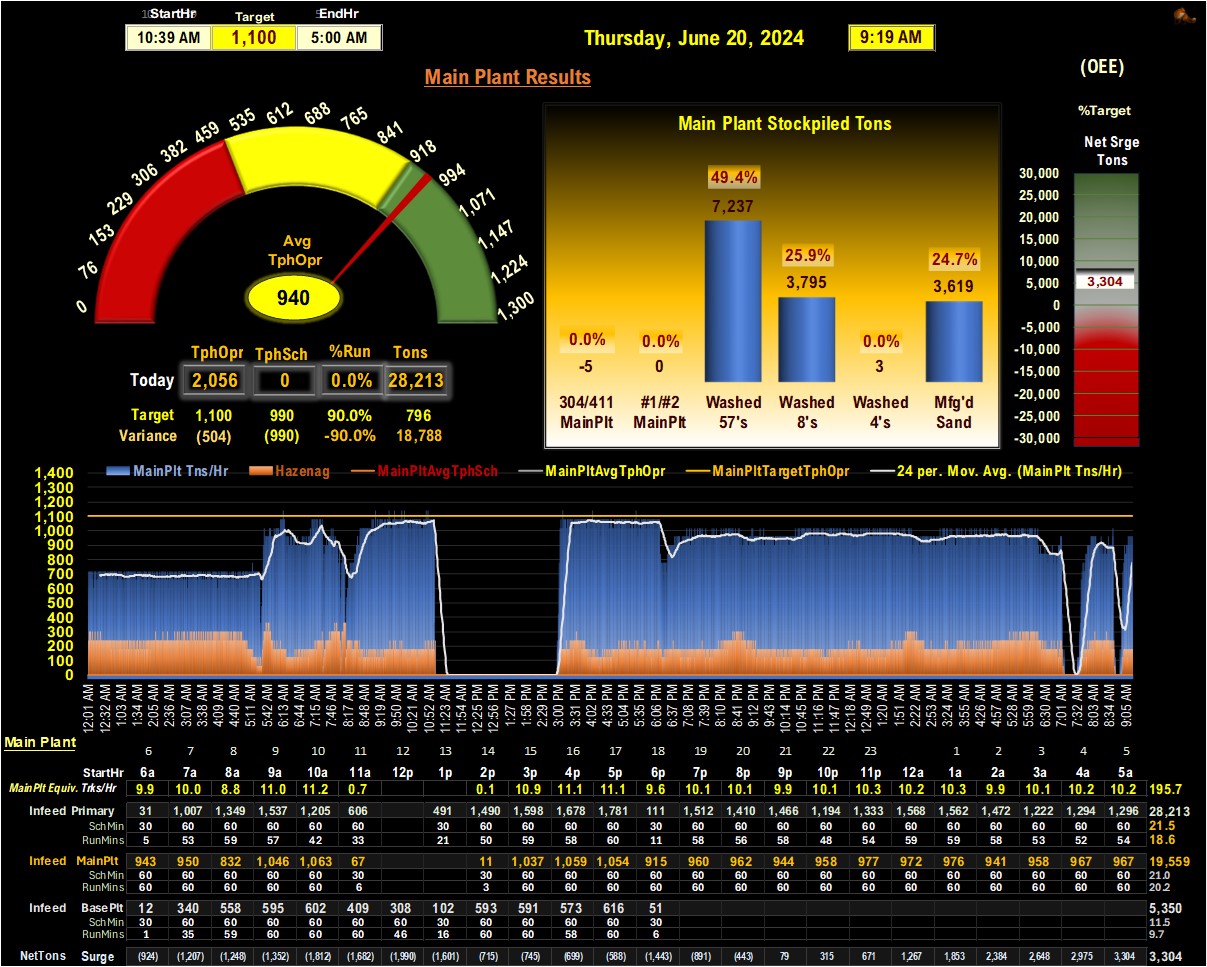 StartHr Target EndHr
10:39 AM 1,100 5:00 AM
Thursday, June 20, 2024 9:19 AM
Main Plant Results
(OEE)
%Target
Net Srge
Tons
0 76 153 229 306 382 459 535 612 688 765 841 918 994 1,071 1,147 1,224 1,300
Avg
TphOpr
940
TphOpr TphSch %Run Tons
Today 2,056 0 0.0% 28,213
Target 1,100 990 90.0% 796
Variance (504) (990) -90.0% 18,788
Main Plant Stockpiled Tons
0.0% 0.0% 49.4% 25.9% 0.0% 24.7%
-5 0 7,237 3,795 3 3,619
304/411 #1/#2 Washed Washed Washed Mfg'd
MainPlt MainPlt 57's 8's 4's Sand
30,000
25,000
20,000
15,000
10,000
5,000
3,304
0
-5,000
-10,000
-15,000
-20,000
-25,000
-30,000
MainPlt Tns/Hr Hazenag MainPltAvgTphSch MainPltAvgTphOpr MainPltTargetTphOpr 24 per. Mov. Avg. (MainPlt Tns/Hr)
1,400
1,300
1,200
1,100
1,000
900
800
700
600
500
400
300
200
100
0
12:01 AM 12:32 AM 1:03 AM 1:34 AM 2:05 AM 2:36 AM 3:07 AM 3:38 AM 4:09 AM 4:40 AM 5:11 AM 5:42 AM 6:13 AM 6:44 AM 7:15 AM 7:46 AM 8:17 AM 8:48 AM 9:19 AM 9:50 AM 10:21 AM 10:52 AM 11:23 AM 11:54 AM 12:25 PM 12:56 PM 1:27 PM 1:58 PM 2:29 PM 3:00 PM 3:31 PM 4:02 PM 4:33 PM 5:04 PM 5:35 PM 6:06 PM 6:37 PM 7:08 PM 7:39 PM 8:10 PM 8:41 PM 9:12 PM 9:43 PM 10:14 PM 10:45 PM 11:16 PM 11:47 PM 12:18 AM 12:49 AM 1:20 AM 1:51 AM 2:22 AM 2:53 AM 3:24 AM 3:55 AM 4:26 AM 4:57 AM 5:28 AM 5:59 AM 6:30 AM 7:01 AM 7:32 AM 8:03 AM 8:34 AM 9:05 AM
Main Plant 6 7 8 9 10 11 12 13 14 15 16 17 18 19 20 21 22 23 1 2 3 4 5
StartHr 6a 7a 8a 9a 10a 11a 12p 1p 2p 3p 4p 5p 6p 7p 8p 9p 10p 11p 12a 1a 2a 3a 4a 5a
MainPlt Equiv. Trks/Hr 9.9 10.0 8.8 11.0 11.2 0.7 0.1 10.9 11.1 11.1 9.6 10.1 10.1 9.9 10.1 10.3 10.2 10.3 9.9 10.1 10.2 10.2 195.7
Infeed Primary 31 1,007 1,349 1,537 1,205 606 491 1,490 1,598 1,678 1,781 111 1,512 1,410 1,466 1,194 1,333 1,568 1,562 1,472 1,222 1,294 1,296 28,213
SchMin 30 60 60 60 60 60 30 60 60 60 60 30 60 60 60 60 60 60 60 60 60 60 60 21.5
RunMins 5 53 59 57 42 33 21 50 59 58 60 11 58 56 58 48 54 59 59 58 53 52 54 18.6
Infeed MainPlt 943 950 832 1,046 1,063 67 11 1,037 1,059 1,054 915 960 962 944 958 977 972 976 941 958 967 967 19,559
SchMin 60 60 60 60 60 30 30 60 60 60 60 60 60 60 60 60 60 60 60 60 60 60 21.0
RunMins 60 60 60 60 60 6 3 60 60 60 60 60 60 60 60 60 60 60 60 60 60 60 20.2
Infeed BasePlt 12 340 558 595 602 409 308 102 593 591 573 616 51 5,350
SchMin 30 60 60 60 60 60 60 30 60 60 60 60 30 11.5
RunMins 1 35 59 60 60 60 46 16 60 60 58 60 6 9.7
NetTons Surge (924) (1,207) (1,248) (1,352) (1,812) (1,682) (1,990) (1,601) (715) (745) (699) (588) (1,443) (891) (443) 79 315 671 1,267 1,853 2,384 2,648 2,975 3,304 3,304